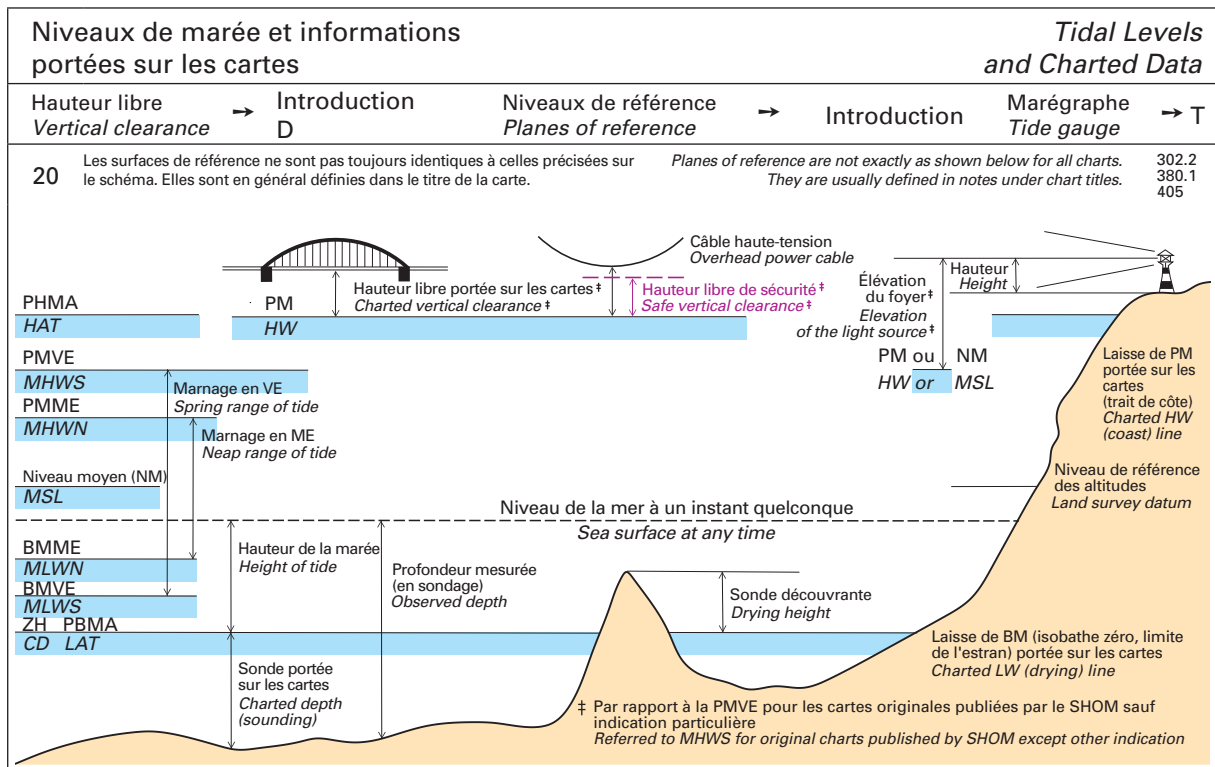 Niveaux de marée et informations
portées sur les cartes
Tidal Levels
and Charted Data
Hauteur libre
Vertical clearance
→ Introduction
D
Niveaux de référence
Planes of reference
→ Introduction
Marégraphe
Tide gauge
→ T
20
Les surfaces de référence ne sont pas toujours identiques à celles précisées sur
le schéma. Elles sont en général définies dans le titre de la carte.
Planes of reference are not exactly as shown below for all charts.
They are usually defined in notes under chart titles.
302.2
380.1
405
Câble haute-tension
Overhead power cable
Hauteur libre portée sur les cartes ‡
Charted vertical clearance ‡
Hauteur libre de sécurité ‡
Safe vertical clearance ‡
Élévation
du foyer ‡
Elevation
of the light source ‡
Hauteur
Height
PHMA
HAT
PM
HW
PM ou NM
HW or MSL
PMVE
MHWS
Marnage en VE
Spring range of tide
PMME
MHWN
Marnage en ME
Neap range of tide
Laisse de PM
portée sur les
cartes
(trait de côte)
Charted HW
(coast) line
Niveau moyen (NM)
MSL
Niveau de référence
des altitudes
Land survey datum
Niveau de la mer à un instant quelconque
Sea surface at any time
BMME
MLWN
Hauteur de la marée
Height of tide
Profondeur mesurée
(en sondage)
Observed depth
Sonde découvrante
Drying height
BMVE
MLWS
ZH PBMA
CD LAT
Laisse de BM (isobathe zéro, limite
de l'estran) portée sur les cartes
Charted LW (drying) line
Sonde portée
sur les cartes
Charted depth
(sounding)
‡ Par rapport à la PMVE pour les cartes originales publiées par le SHOM sauf
indication particulière
Referred to MHWS for original charts published by SHOM except other indication